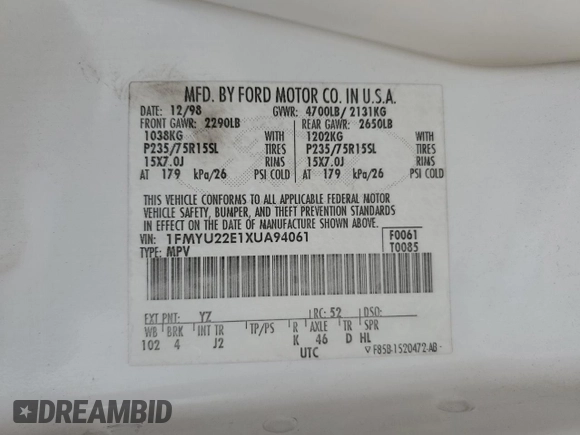 MFD. BY FORD MOTOR CO. IN U.S.A.
DATE: 12/98 GVWR: 4700LB/ 2131KG
FRONT GAWR: 2290LB REAR GAWR: 2650LB
1038KG WITH 1202KG WITH
P235/75R15SL TIRES P235/75R15SL TIRES
15X7.0J RIMS 15X7.0J RIMS
AT 179 kPa/26 PSI COLD AT 179 kPa/26 PSI COLD
THIS VEHICLE CONFORMS TO ALL APPLICABLE FEDERAL MOTOR
VEHICLE SAFETY, BUMPER, AND THEFT PREVENTION STANDARDS
IN EFFECT ON THE DATE OF MANUFACTURE SHOWN ABOVE.
VIN: 1FMYU22E1XUA94061 F0061
TYPE: MPV T0085
EXT PNT: YZ RC: 52 DSO:
WB BRK INT TR TP/PS R AXLE TR SPR
102 4 J2 K 46 D HL
UTC F85B-1520472-AB
DREAMBID